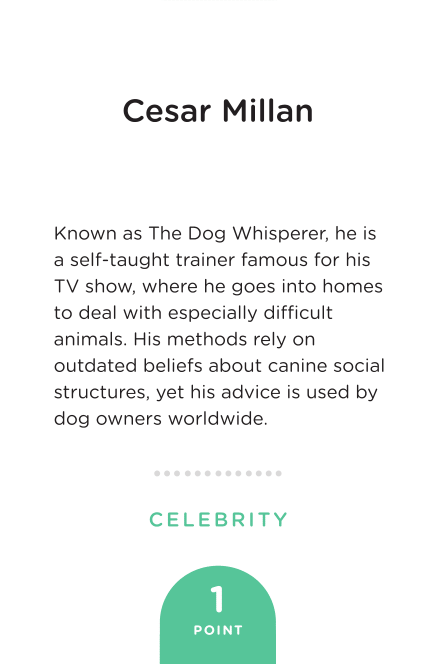 Cesar Millan
Known as The Dog Whisperer, he is
a self-taught trainer famous for his
TV show, where he goes into homes
to deal with especially difficult
animals. His methods rely on
outdated beliefs about canine social
structures, yet his advice is used by
dog owners worldwide.
CELEBRITY
1
POINT